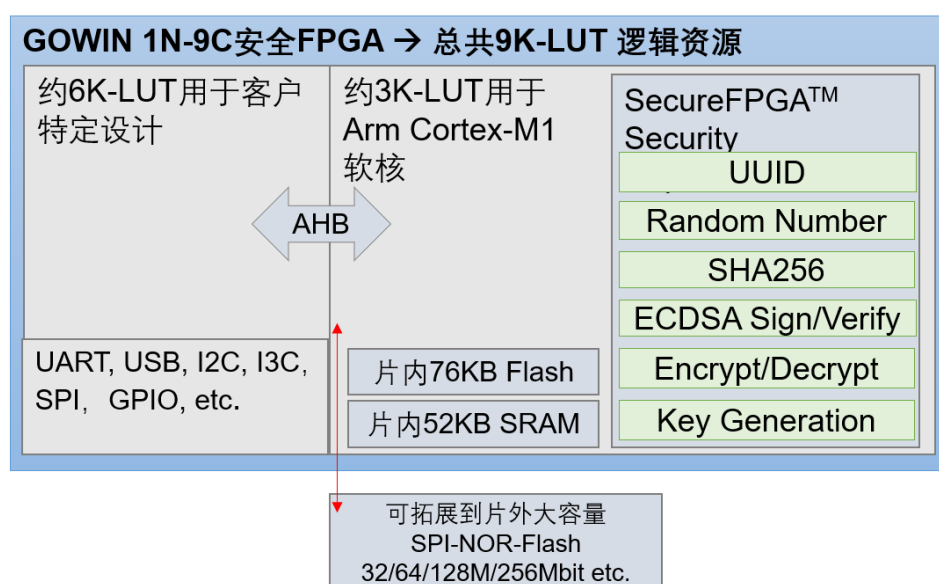 GOWIN 1N-9C安全FPGA → 总共9K-LUT 逻辑资源
约6K-LUT用于客户
特定设计
约3K-LUT用于
Arm Cortex-M1
软核
SecureFPGA™
Security
UUID
Random Number
SHA256
ECDSA Sign/Verify
Encrypt/Decrypt
Key Generation
AHB
UART, USB, I2C, I3C,
SPI, GPIO, etc.
片内76KB Flash
片内52KB SRAM
可拓展到片外大容量
SPI-NOR-Flash
32/64/128M/256Mbit etc.